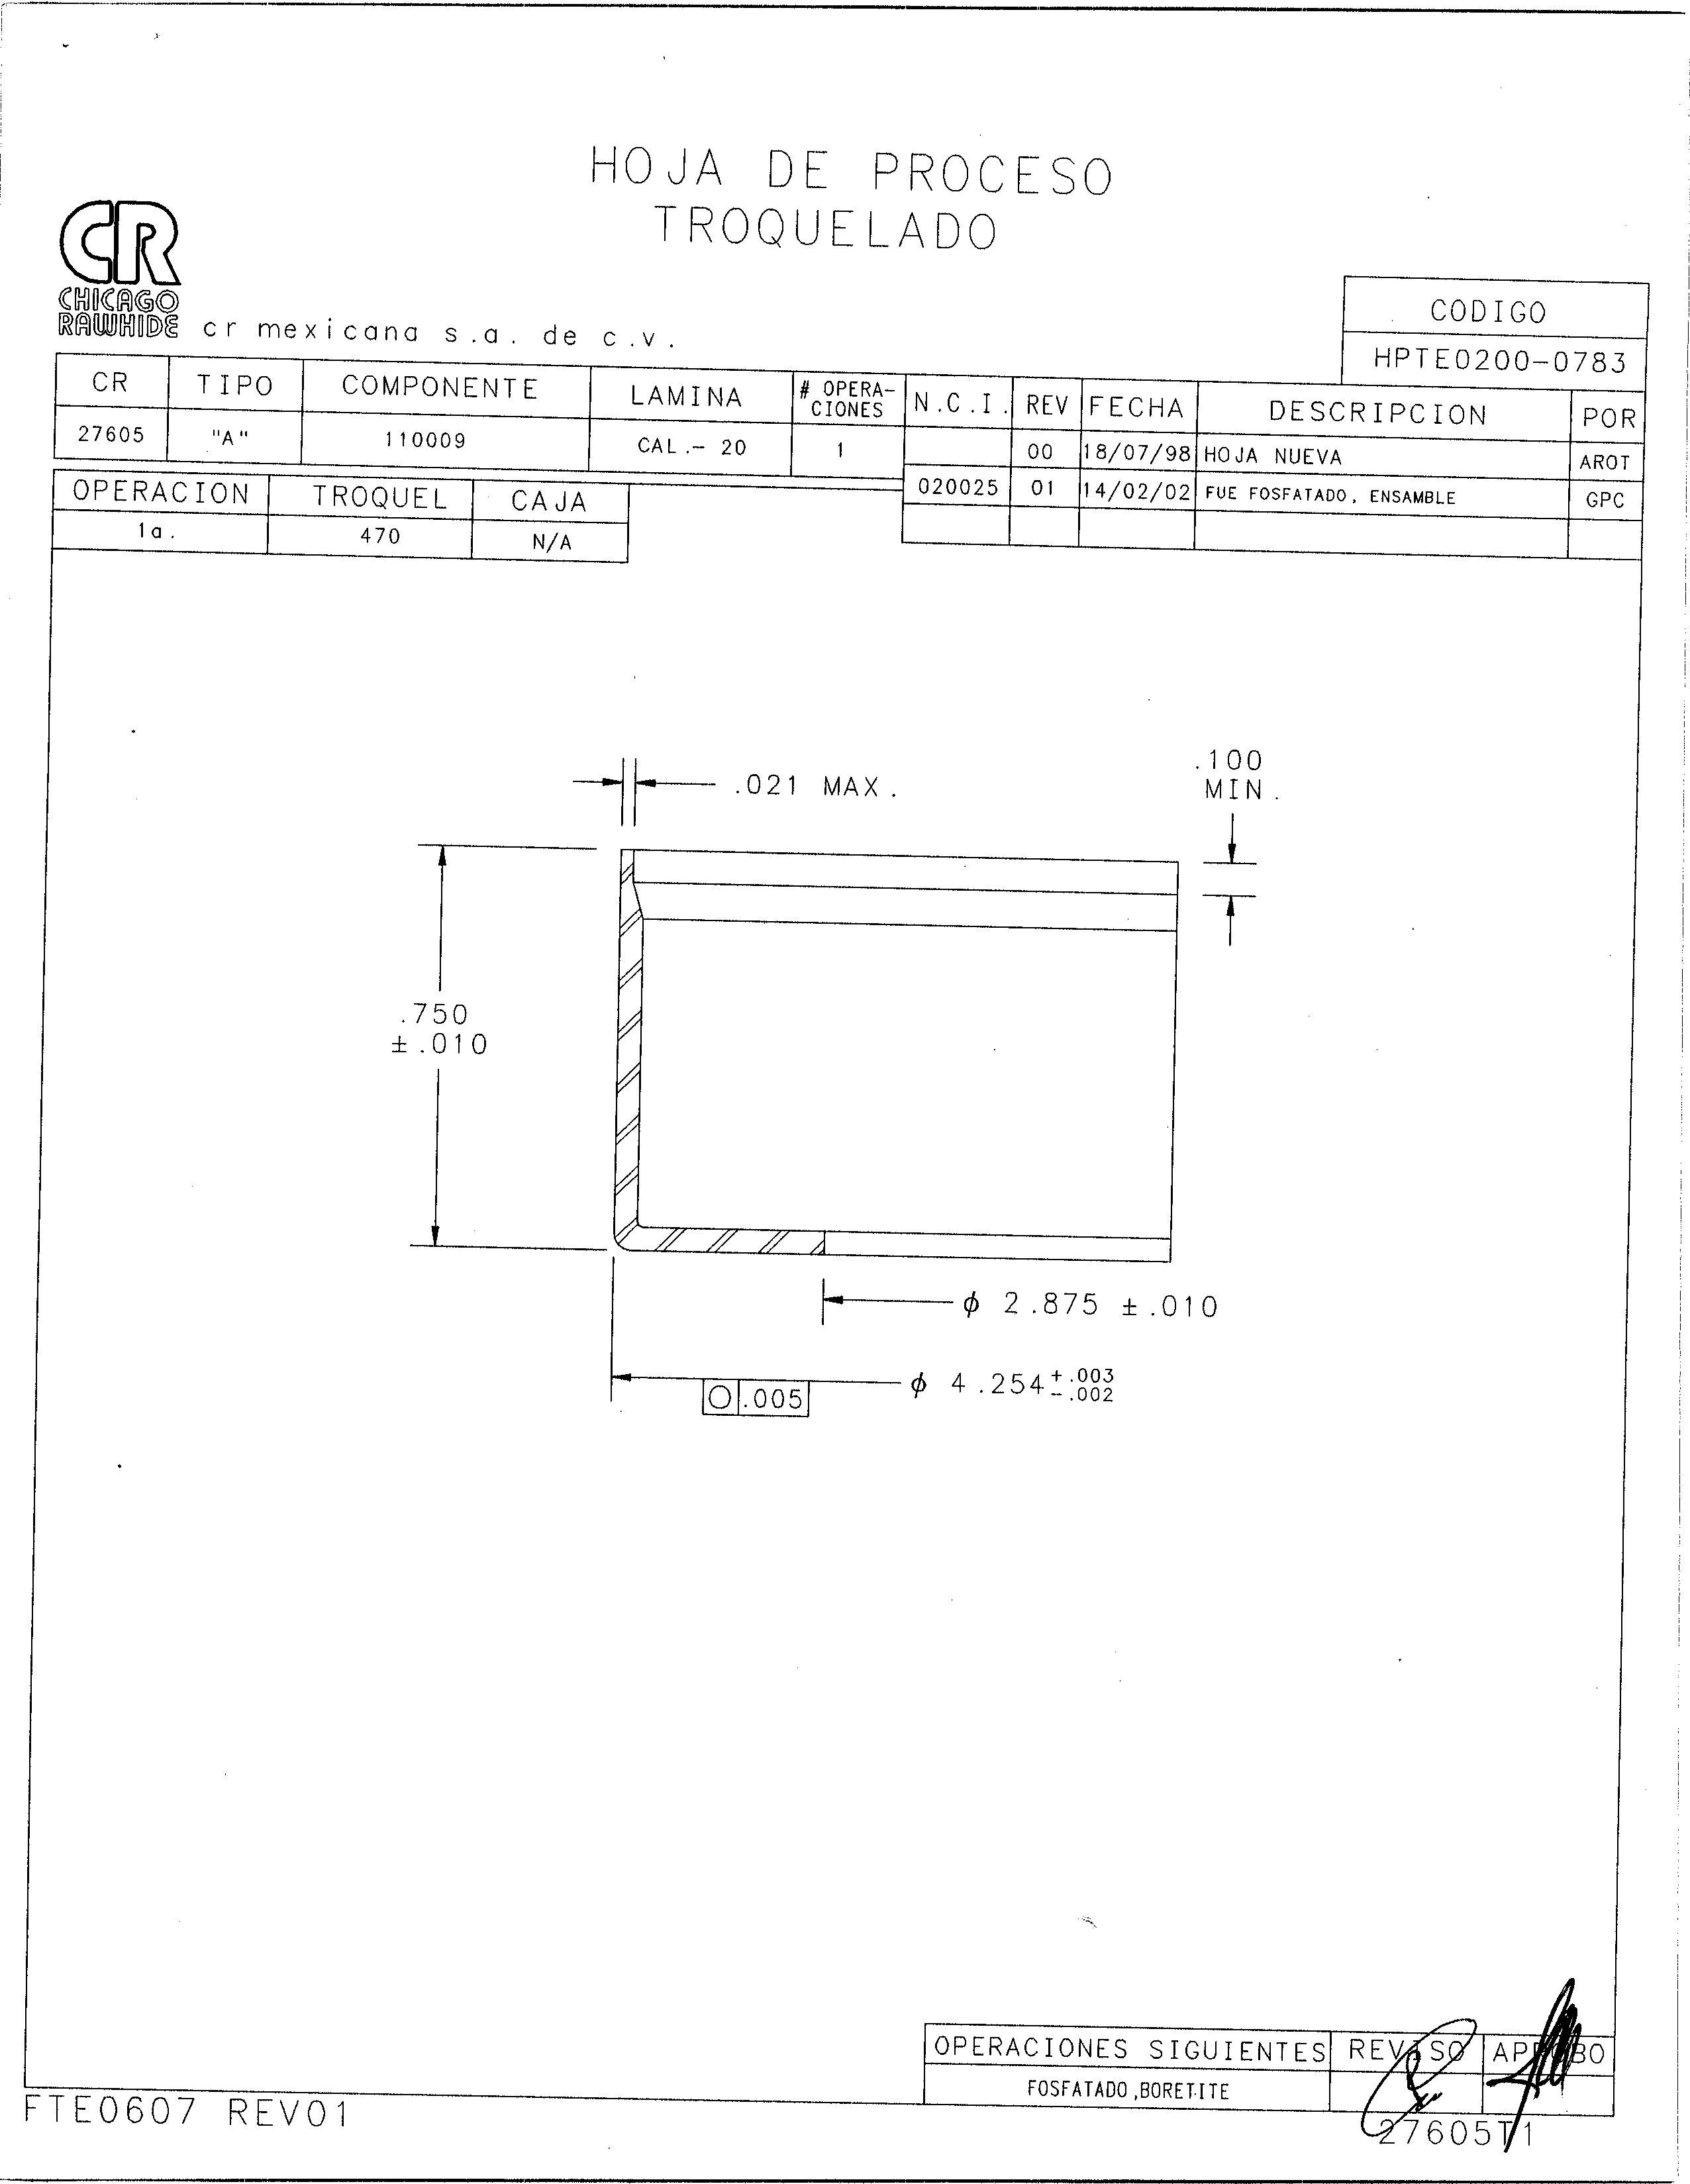 HOJA DE PROCESO
TROQUELADO
CR
CHICAGO
RAWHIDE
cr mexicana s.a. de c.v.
CODIGO
HPTE0200-0783
CR TIPO COMPONENTE LAMINA # OPERA-CIONES N.C.I. REV FECHA DESCRIPCION POR
27605 "A" 110009 CAL.- 20 1 00 18/07/98 HOJA NUEVA AROT
020025 01 14/02/02 FUE FOSFATADO, ENSAMBLE GPC
OPERACION TROQUEL CAJA
1a. 470 N/A
.021 MAX.
.100
MIN.
.750
±.010
ϕ 2.875 ±.010
ϕ 4.254 +.003 -.002
○ .005
OPERACIONES SIGUIENTES REVISO APROBO
FOSFATADO,BORETITE
FTE0607 REV01
27605T1